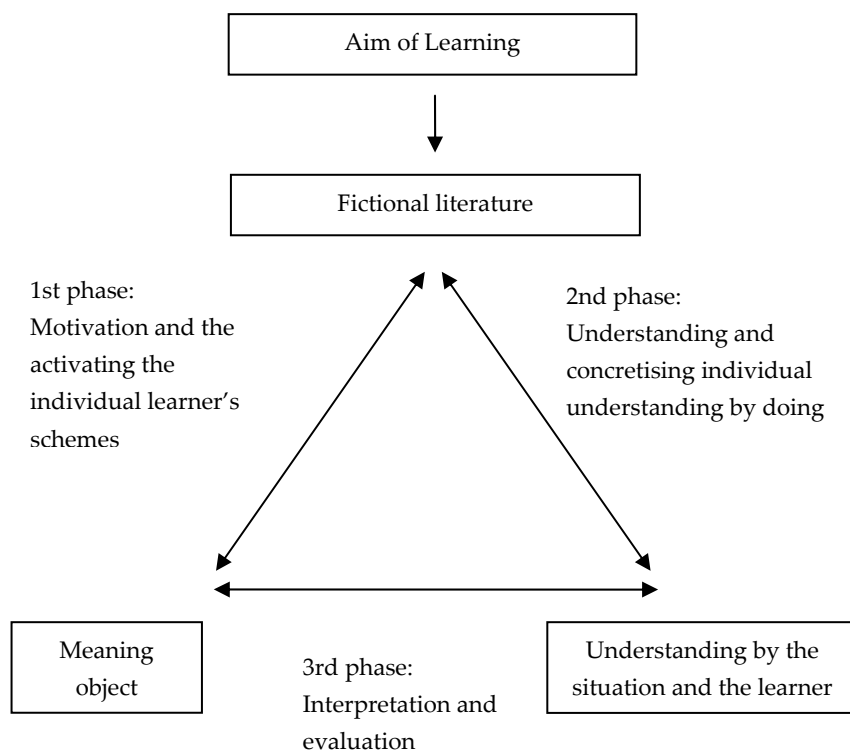 Aim of Learning
Fictional literature
1st phase:
Motivation and the
activating the
individual learner's
schemes
2nd phase:
Understanding and
concretising individual
understanding by doing
Meaning
object
3rd phase:
Interpretation and
evaluation
Understanding by the
situation and the learner